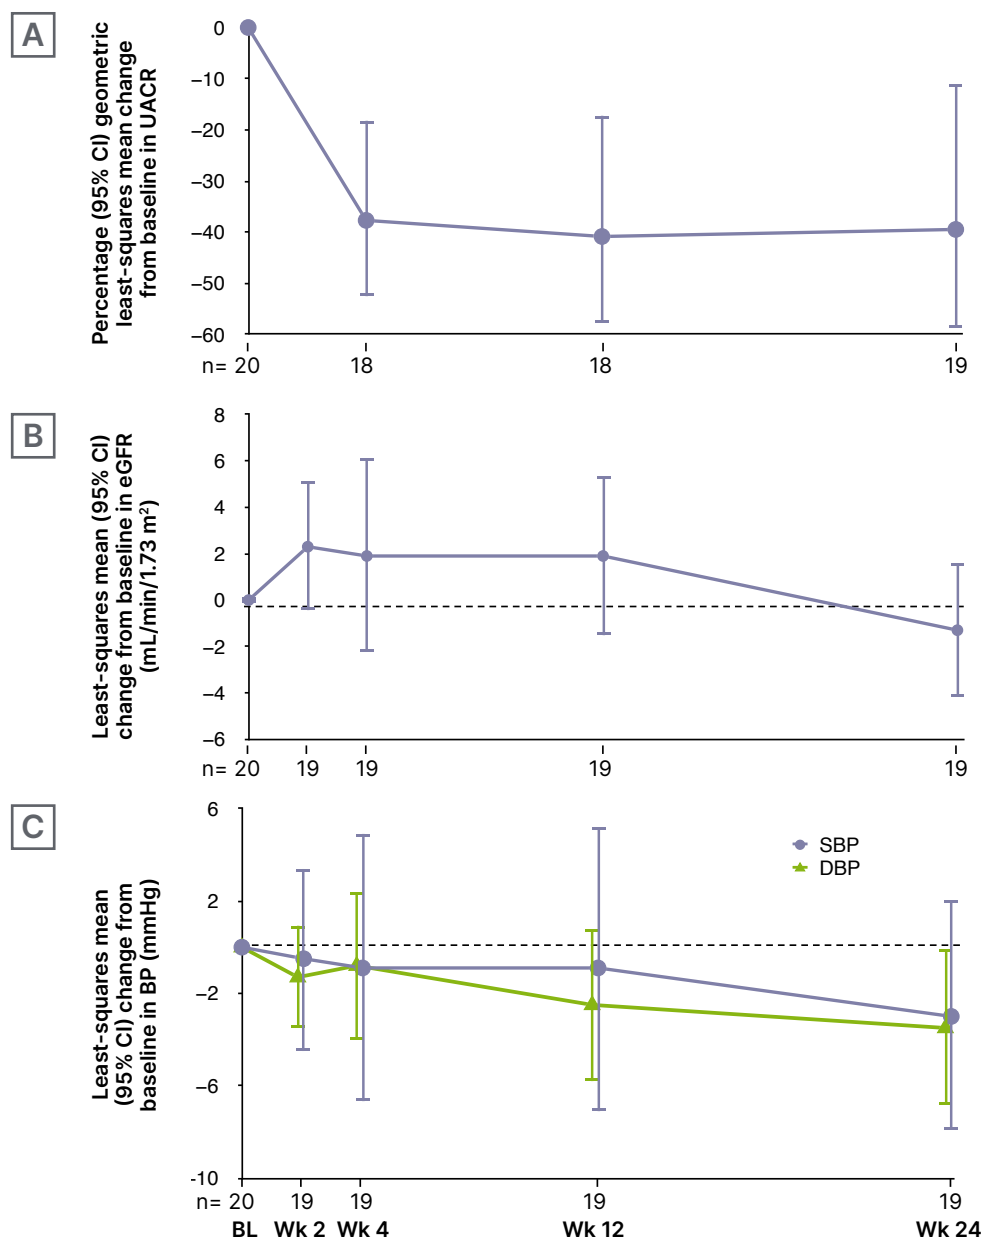 A
Percentage (95% CI) geometric
least-squares mean change
from baseline in UACR
0
–10
–20
–30
–40
–50
–60
n= 20 18 18 19
B
Least-squares mean (95% CI)
change from baseline in eGFR
(mL/min/1.73 m²)
8
6
4
2
0
–2
–4
–6
n= 20 19 19 19 19
C
Least-squares mean
(95% CI) change from
baseline in BP (mmHg)
6
2
–2
–6
-10
SBP
DBP
n= 20 19 19 19 19
BL Wk 2 Wk 4 Wk 12 Wk 24